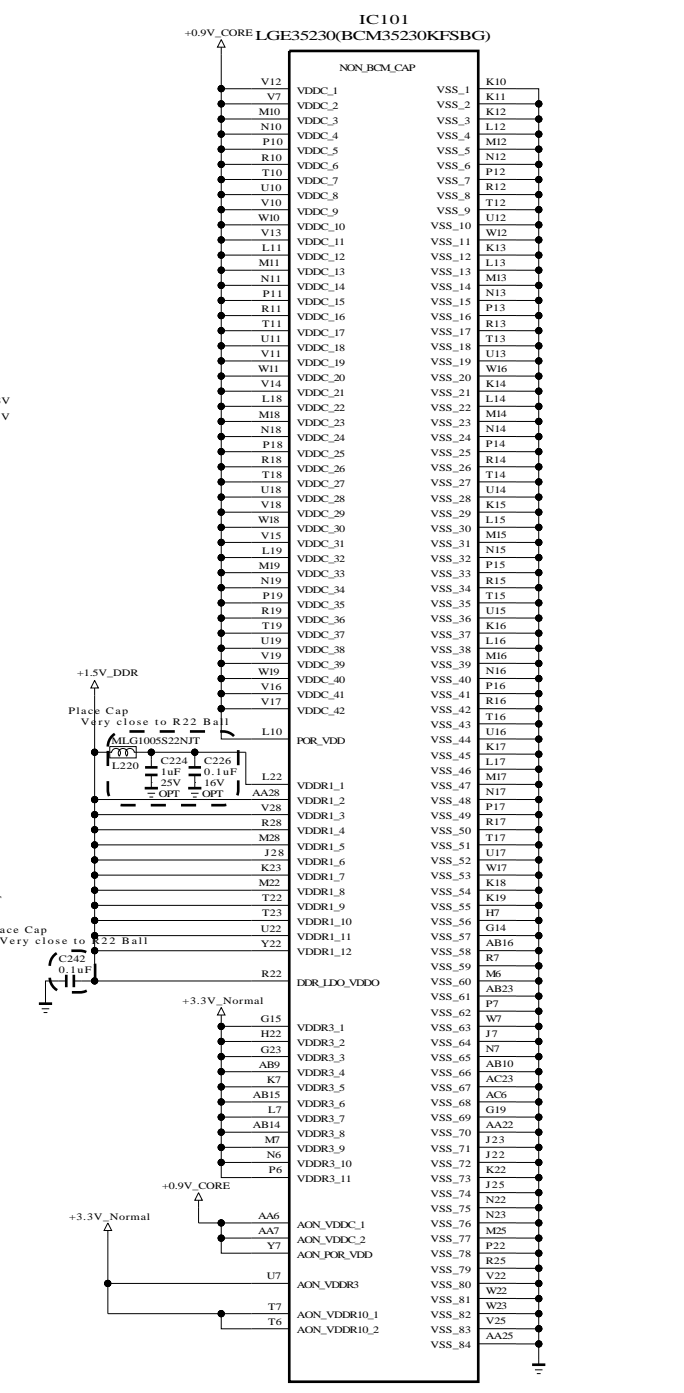 IC101
+0.9V_CORE LGE35230(BCM35230KFSBG)
NON_BCM_CAP
V12 VDDC_1 VSS_1 K10
V7 VDDC_2 VSS_2 K11
M10 VDDC_3 VSS_3 K12
N10 VDDC_4 VSS_4 L12
P10 VDDC_5 VSS_5 M12
R10 VDDC_6 VSS_6 N12
T10 VDDC_7 VSS_7 P12
U10 VDDC_8 VSS_8 R12
V10 VDDC_9 VSS_9 T12
W10 VDDC_10 VSS_10 U12
V13 VDDC_11 VSS_11 W12
L11 VDDC_12 VSS_12 K13
M11 VDDC_13 VSS_13 L13
N11 VDDC_14 VSS_14 M13
P11 VDDC_15 VSS_15 N13
R11 VDDC_16 VSS_16 P13
T11 VDDC_17 VSS_17 R13
U11 VDDC_18 VSS_18 T13
V11 VDDC_19 VSS_19 U13
W11 VDDC_20 VSS_20 W16
V14 VDDC_21 VSS_21 K14
L18 VDDC_22 VSS_22 L14
M18 VDDC_23 VSS_23 M14
N18 VDDC_24 VSS_24 N14
P18 VDDC_25 VSS_25 P14
R18 VDDC_26 VSS_26 R14
T18 VDDC_27 VSS_27 T14
U18 VDDC_28 VSS_28 U14
V18 VDDC_29 VSS_29 K15
W18 VDDC_30 VSS_30 L15
V15 VDDC_31 VSS_31 M15
L19 VDDC_32 VSS_32 N15
M19 VDDC_33 VSS_33 P15
N19 VDDC_34 VSS_34 R15
P19 VDDC_35 VSS_35 T15
R19 VDDC_36 VSS_36 U15
T19 VDDC_37 VSS_37 K16
U19 VDDC_38 VSS_38 L16
V19 VDDC_39 VSS_39 M16
W19 VDDC_40 VSS_40 N16
V16 VDDC_41 VSS_41 P16
V17 VDDC_42 VSS_42 R16
VSS_43 T16
L10 POR_VDD VSS_44 U16
VSS_45 K17
VSS_46 L17
+1.5V_DDR
Place Cap
Very close to R22 Ball
MLG1005S22NJT
L220
C224
1uF
25V
OPT
C226
0.1uF
16V
OPT
L22 VDDR1_1 VSS_47 M17
AA28 VDDR1_2 VSS_48 N17
V28 VDDR1_3 VSS_49 P17
R28 VDDR1_4 VSS_50 R17
M28 VDDR1_5 VSS_51 T17
J28 VDDR1_6 VSS_52 U17
K23 VDDR1_7 VSS_53 W17
M22 VDDR1_8 VSS_54 K18
T22 VDDR1_9 VSS_55 K19
T23 VDDR1_10 VSS_56 H7
U22 VDDR1_11 VSS_57 G14
Y22 VDDR1_12 VSS_58 AB16
VSS_59 R7
ace Cap
Very close to R22 Ball
C242
0.1uF
R22 DDR_LDO_VDDO VSS_60 M6
VSS_61 AB23
VSS_62 P7
+3.3V_Normal
G15 VDDR3_1 VSS_63 W7
H22 VDDR3_2 VSS_64 J7
G23 VDDR3_3 VSS_65 N7
AB9 VDDR3_4 VSS_66 AB10
K7 VDDR3_5 VSS_67 AC23
AB15 VDDR3_6 VSS_68 AC6
L7 VDDR3_7 VSS_69 G19
AB14 VDDR3_8 VSS_70 AA22
M7 VDDR3_9 VSS_71 J23
N6 VDDR3_10 VSS_72 J22
P6 VDDR3_11 VSS_73 K22
VSS_74 J25
VSS_75 N22
+0.9V_CORE
+3.3V_Normal
AA6 AON_VDDC_1 VSS_76 N23
AA7 AON_VDDC_2 VSS_77 M25
Y7 AON_POR_VDD VSS_78 P22
VSS_79 R25
U7 AON_VDDR3 VSS_80 V22
VSS_81 W22
T7 AON_VDDR10_1 VSS_82 W23
T6 AON_VDDR10_2 VSS_83 V25
VSS_84 AA25